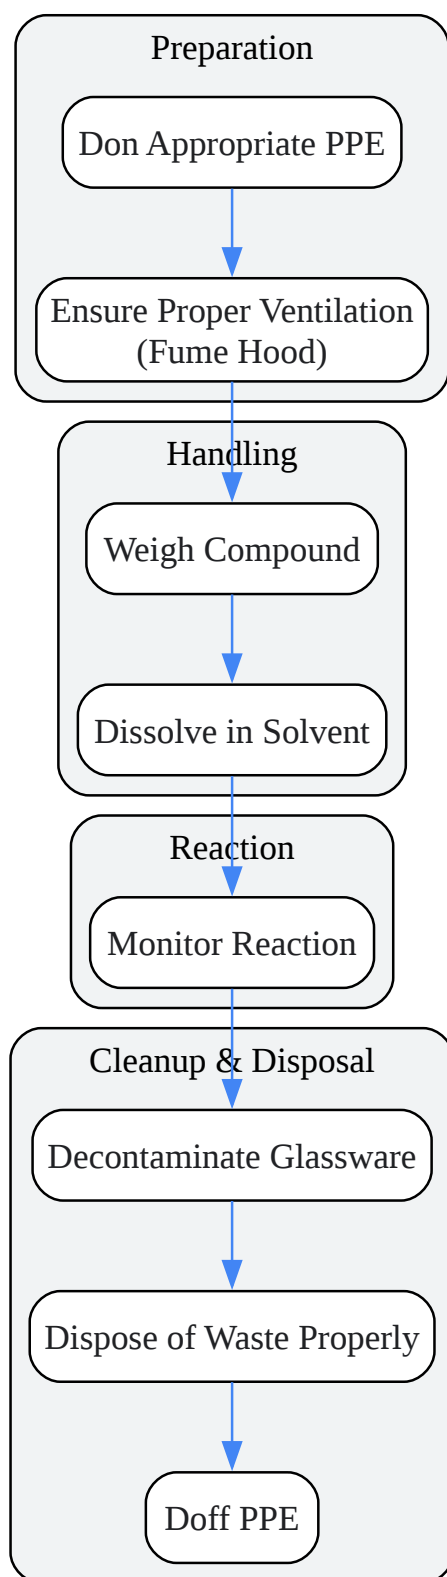 Preparation
Don Appropriate PPE
Ensure Proper Ventilation
(Fume Hood)
Handling
Weigh Compound
Dissolve in Solvent
Reaction
Monitor Reaction
Cleanup & Disposal
Decontaminate Glassware
Dispose of Waste Properly
Doff PPE